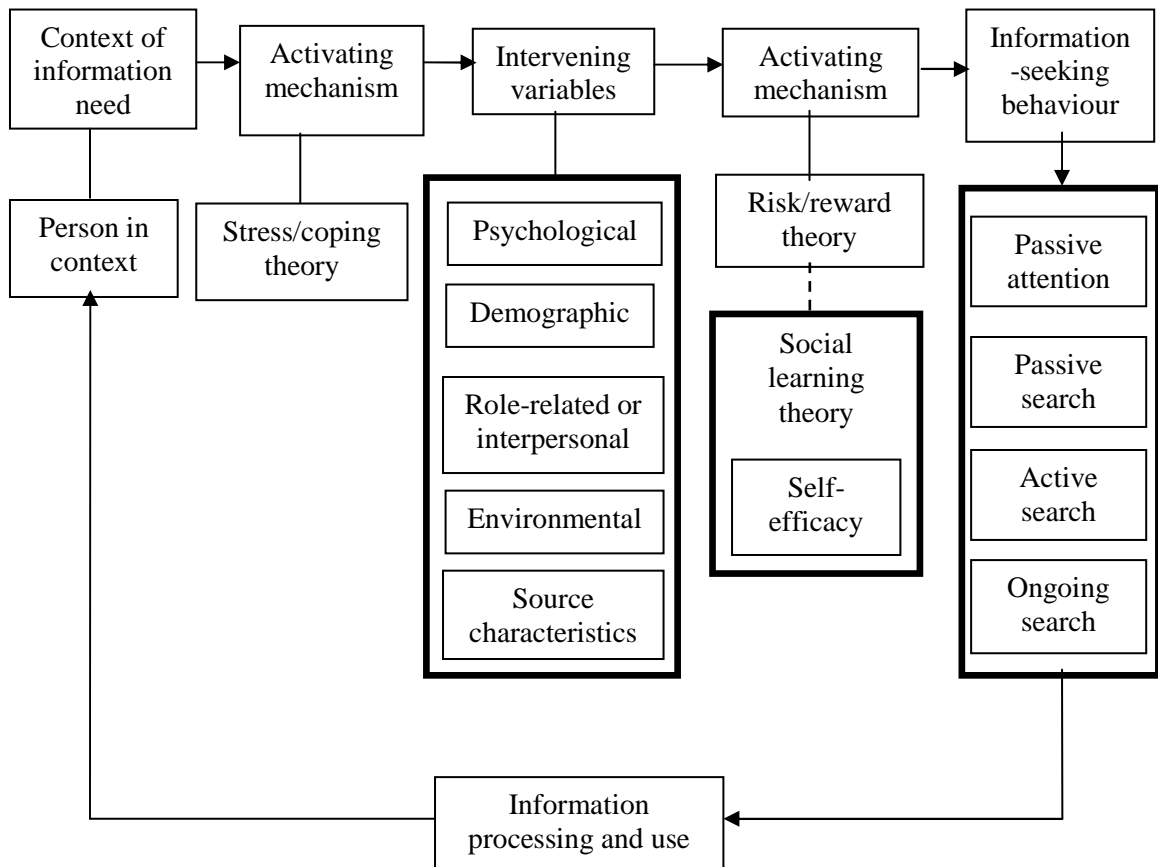 Context of
information
need
Activating
mechanism
Intervening
variables
Activating
mechanism
Information
-seeking
behaviour
Person in
context
Stress/coping
theory
Psychological
Demographic
Role-related or
interpersonal
Environmental
Source
characteristics
Risk/reward
theory
Social
learning
theory
Self-
efficacy
Passive
attention
Passive
search
Active
search
Ongoing
search
Information
processing and use